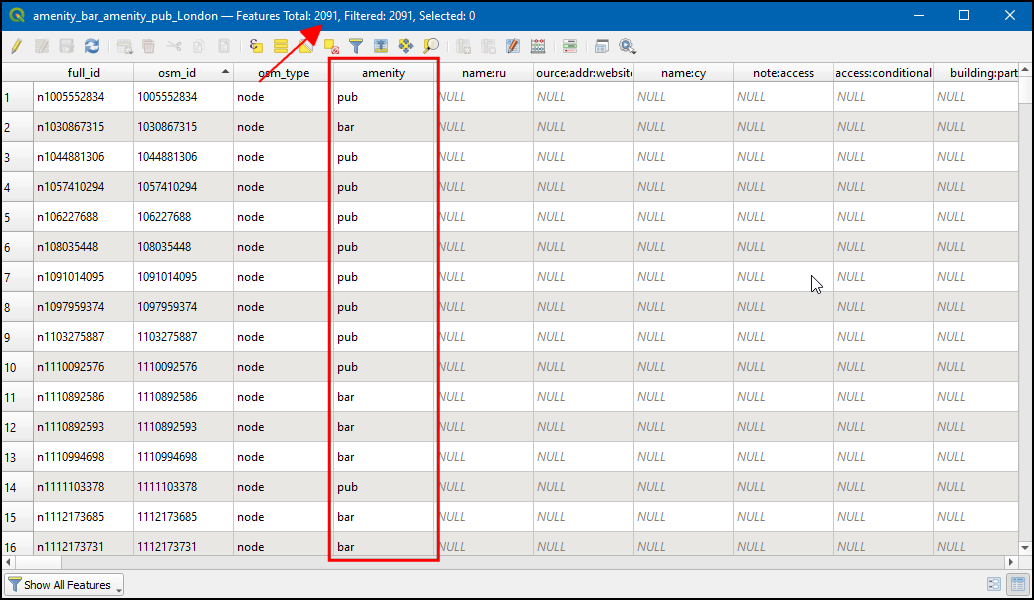 amenity_bar_amenity_pub_London — Features Total: 2091, Filtered: 2091, Selected: 0
full_id osm_id osm_type amenity name:ru ource:addr:website name:cy note:access access:conditional building:part
1 n1005552834 1005552834 node pub NULL NULL NULL NULL NULL NULL
2 n1030867315 1030867315 node bar NULL NULL NULL NULL NULL NULL
3 n1044881306 1044881306 node pub NULL NULL NULL NULL NULL NULL
4 n1057410294 1057410294 node pub NULL NULL NULL NULL NULL NULL
5 n106227688 106227688 node pub NULL NULL NULL NULL NULL NULL
6 n108035448 108035448 node pub NULL NULL NULL NULL NULL NULL
7 n1091014095 1091014095 node pub NULL NULL NULL NULL NULL NULL
8 n1097959374 1097959374 node pub NULL NULL NULL NULL NULL NULL
9 n1103275887 1103275887 node pub NULL NULL NULL NULL NULL NULL
10 n1110092576 1110092576 node pub NULL NULL NULL NULL NULL NULL
11 n1110892586 1110892586 node bar NULL NULL NULL NULL NULL NULL
12 n1110892593 1110892593 node bar NULL NULL NULL NULL NULL NULL
13 n1110994698 1110994698 node bar NULL NULL NULL NULL NULL NULL
14 n1111103378 1111103378 node pub NULL NULL NULL NULL NULL NULL
15 n1112173685 1112173685 node bar NULL NULL NULL NULL NULL NULL
16 n1112173731 1112173731 node bar NULL NULL NULL NULL NULL NULL
Show All Features